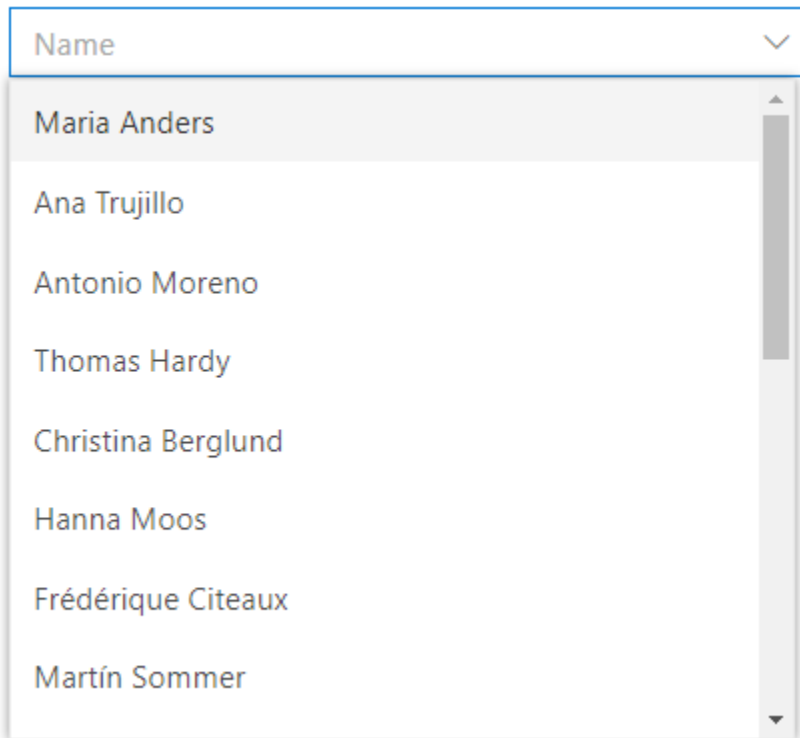 Name
Maria Anders
Ana Trujillo
Antonio Moreno
Thomas Hardy
Christina Berglund
Hanna Moos
Frédérique Citeaux
Martín Sommer